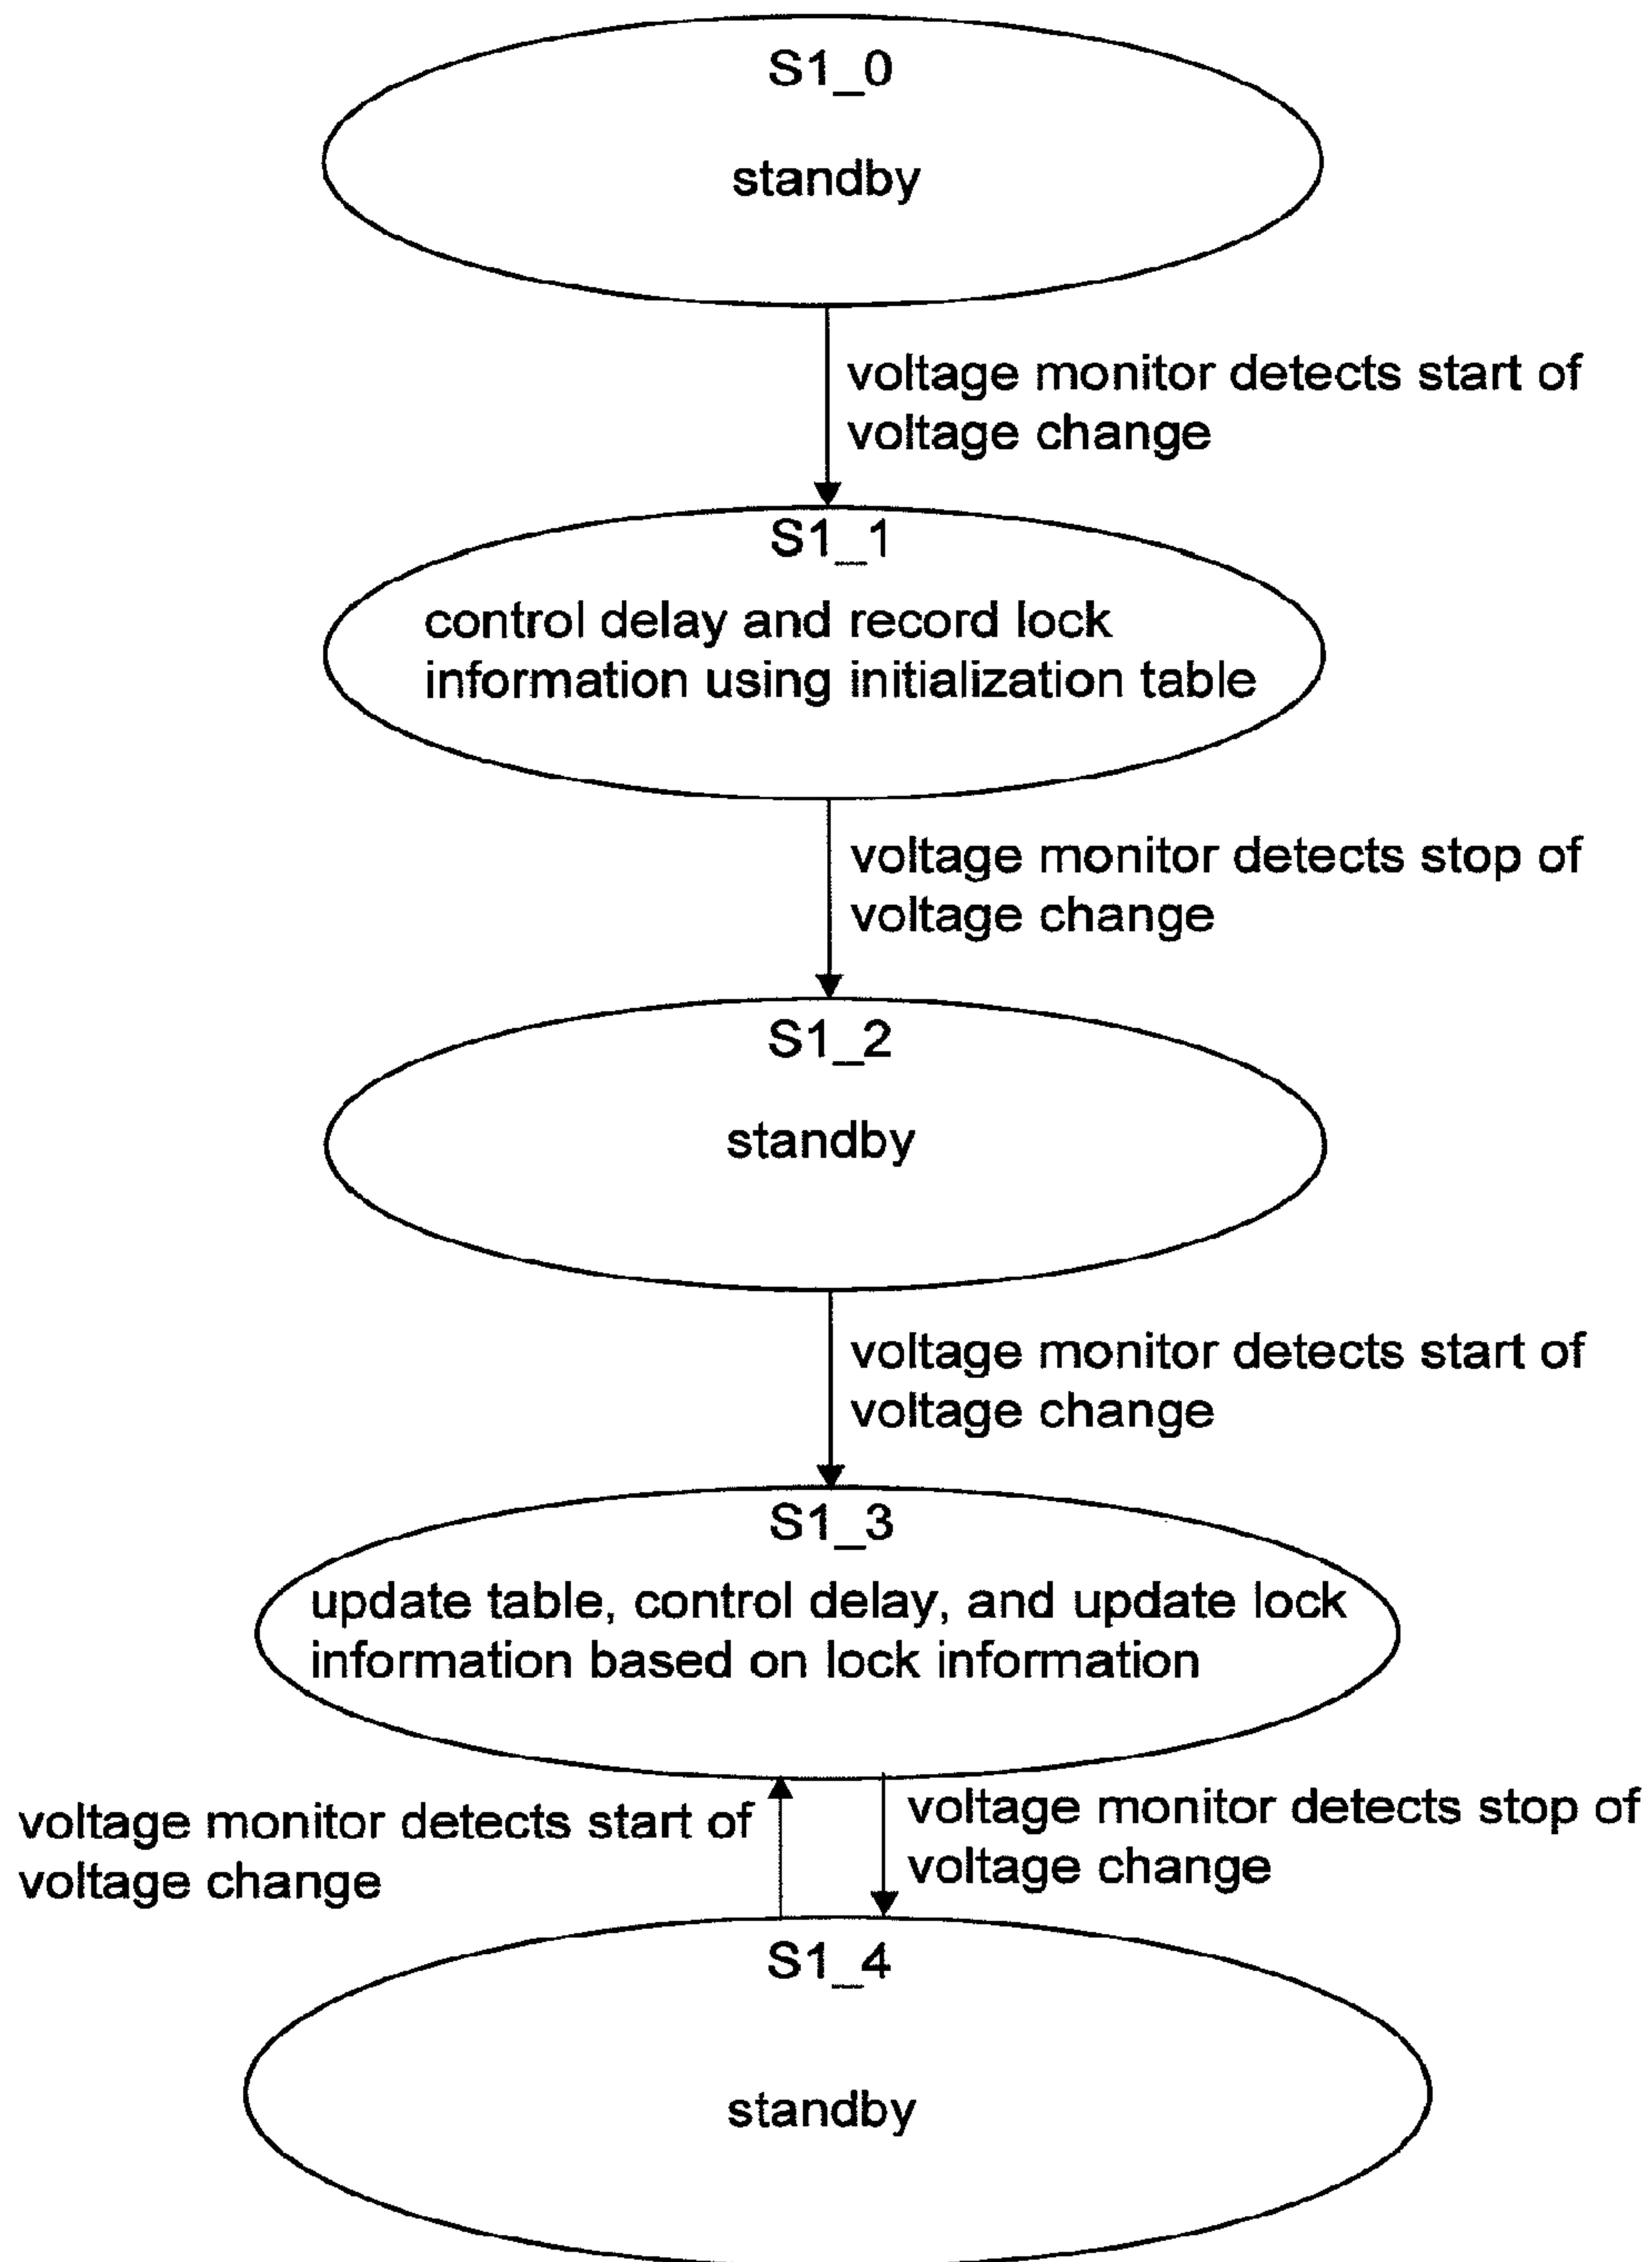 S1_0
standby
voltage monitor detects start of
voltage change
S1_1
control delay and record lock
information using initialization table
voltage monitor detects stop of
voltage change
S1_2
standby
voltage monitor detects start of
voltage change
S1_3
update table, control delay, and update lock
information based on lock information
voltage monitor detects start of
voltage change
voltage monitor detects stop of
voltage change
S1_4
standby